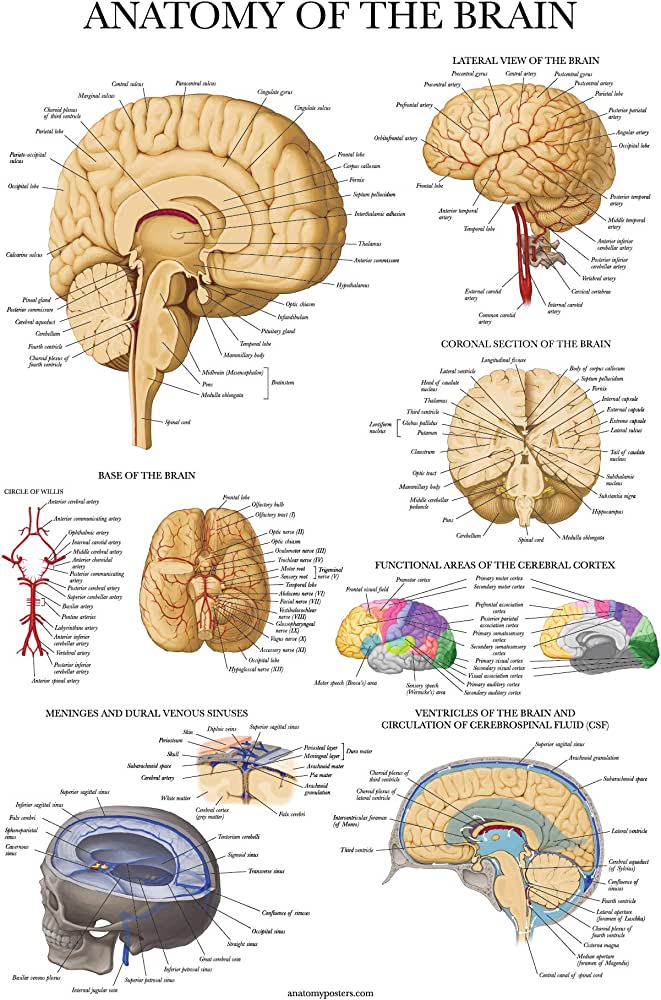 ANATOMY OF THE BRAIN
Central sulcus
Paracentral sulcus
Marginal sulcus
Cingulate gyrus
Choroid plexus
of third ventricle
Cingulate sulcus
Parietal lobe
Parieto-occipital
sulcus
Occipital lobe
Frontal lobe
Corpus callosum
Fornix
Septum pellucidum
Interthalamic adhesion
Thalamus
Anterior commissure
Hypothalamus
Calcarine sulcus
Pineal gland
Posterior commissure
Cerebral aqueduct
Cerebellum
Fourth ventricle
Choroid plexus of
fourth ventricle
Optic chiasm
Infundibulum
Pituitary gland
Temporal lobe
Mammillary body
Midbrain (Mesencephalon)
Pons
Medulla oblongata
Brainstem
Spinal cord
LATERAL VIEW OF THE BRAIN
Precentral gyrus
Central artery
Postcentral gyrus
Precentral artery
Postcentral artery
Parietal lobe
Prefrontal artery
Posterior parietal
artery
Orbitofrontal artery
Angular artery
Occipital lobe
Frontal lobe
Anterior temporal
artery
Temporal lobe
Posterior temporal
artery
Middle temporal
artery
Anterior inferior
cerebellar artery
Posterior inferior
cerebellar artery
Vertebral artery
Cervical vertebrae
External carotid
artery
Internal carotid
artery
Common carotid
artery
CORONAL SECTION OF THE BRAIN
Longitudinal fissure
Lateral ventricle
Body of corpus callosum
Head of caudate
nucleus
Septum pellucidum
Fornix
Thalamus
Internal capsule
Third ventricle
External capsule
Lentiform
nucleus
Globus pallidus
Putamen
Extreme capsule
Lateral sulcus
Claustrum
Tail of caudate
nucleus
Optic tract
Subthalamic
nucleus
Mammillary body
Substantia nigra
Middle cerebellar
peduncle
Hippocampus
Pons
Cerebellum
Spinal cord
Medulla oblongata
BASE OF THE BRAIN
CIRCLE OF WILLIS
Anterior cerebral artery
Anterior communicating artery
Ophthalmic artery
Internal carotid artery
Middle cerebral artery
Anterior choroidal
artery
Posterior communicating
artery
Posterior cerebral artery
Superior cerebellar artery
Basilar artery
Pontine arteries
Labyrinthine artery
Anterior inferior
cerebellar artery
Vertebral artery
Posterior inferior
cerebellar artery
Anterior spinal artery
Frontal lobe
Olfactory bulb
Olfactory tract (I)
Optic nerve (II)
Optic chiasm
Oculomotor nerve (III)
Trochlear nerve (IV)
Motor root
Sensory root
Trigeminal
nerve (V)
Temporal lobe
Abducens nerve (VI)
Facial nerve (VII)
Vestibulocochlear
nerve (VIII)
Glossopharyngeal
nerve (IX)
Vagus nerve (X)
Accessory nerve (XI)
Occipital lobe
Hypoglossal nerve (XII)
FUNCTIONAL AREAS OF THE CEREBRAL CORTEX
Premotor cortex
Frontal visual field
Primary motor cortex
Secondary motor cortex
Prefrontal association
cortex
Posterior parietal
association cortex
Primary somatosensory
cortex
Secondary somatosensory
cortex
Primary visual cortex
Secondary visual cortex
Visual association cortex
Primary auditory cortex
Secondary auditory cortex
Motor speech (Broca's) area
Sensory speech
(Wernicke's) area
MENINGES AND DURAL VENOUS SINUSES
Skin
Diploic veins
Superior sagittal sinus
Periosteum
Skull
Subarachnoid space
Cerebral artery
White matter
Cerebral cortex
(grey matter)
Periosteal layer
Meningeal layer
Dura mater
Arachnoid mater
Pia mater
Arachnoid
granulation
Falx cerebri
Superior sagittal sinus
Inferior sagittal sinus
Falx cerebri
Sphenoparietal
sinus
Cavernous
sinus
Tentorium cerebelli
Sigmoid sinus
Transverse sinus
Confluence of sinuses
Occipital sinus
Straight sinus
Great cerebral vein
Inferior petrosal sinus
Superior petrosal sinus
Internal jugular vein
Basilar venous plexus
VENTRICLES OF THE BRAIN AND
CIRCULATION OF CEREBROSPINAL FLUID (CSF)
Superior sagittal sinus
Arachnoid granulation
Subarachnoid space
Choroid plexus of
third ventricle
Choroid plexus of
lateral ventricle
Interventricular foramen
(of Monro)
Third ventricle
Lateral ventricle
Cerebral aqueduct
(of Sylvius)
Confluence of
sinuses
Fourth ventricle
Lateral aperture
(foramen of Luschka)
Choroid plexus of
fourth ventricle
Cisterna magna
Median aperture
(foramen of Magendie)
Central canal of spinal cord
anatomyposters.com